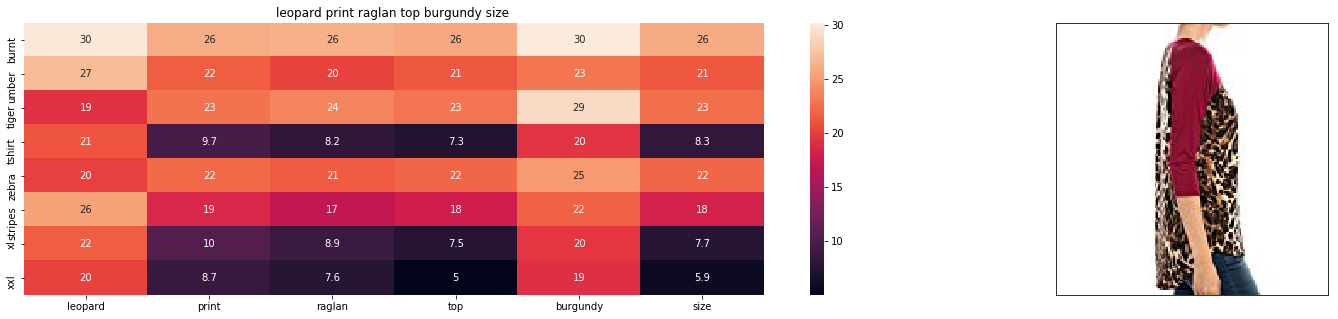 leopard print raglan top burgundy size
burnt 30 26 26 26 30 26
umber 27 22 20 21 23 21
tiger 19 23 24 23 29 23
tshirt 21 9.7 8.2 7.3 20 8.3
zebra 20 22 21 22 25 22
stripes 26 19 17 18 22 18
xl 22 10 8.9 7.5 20 7.7
xxl 20 8.7 7.6 5 19 5.9
leopard print raglan top burgundy size
30
25
20
15
10